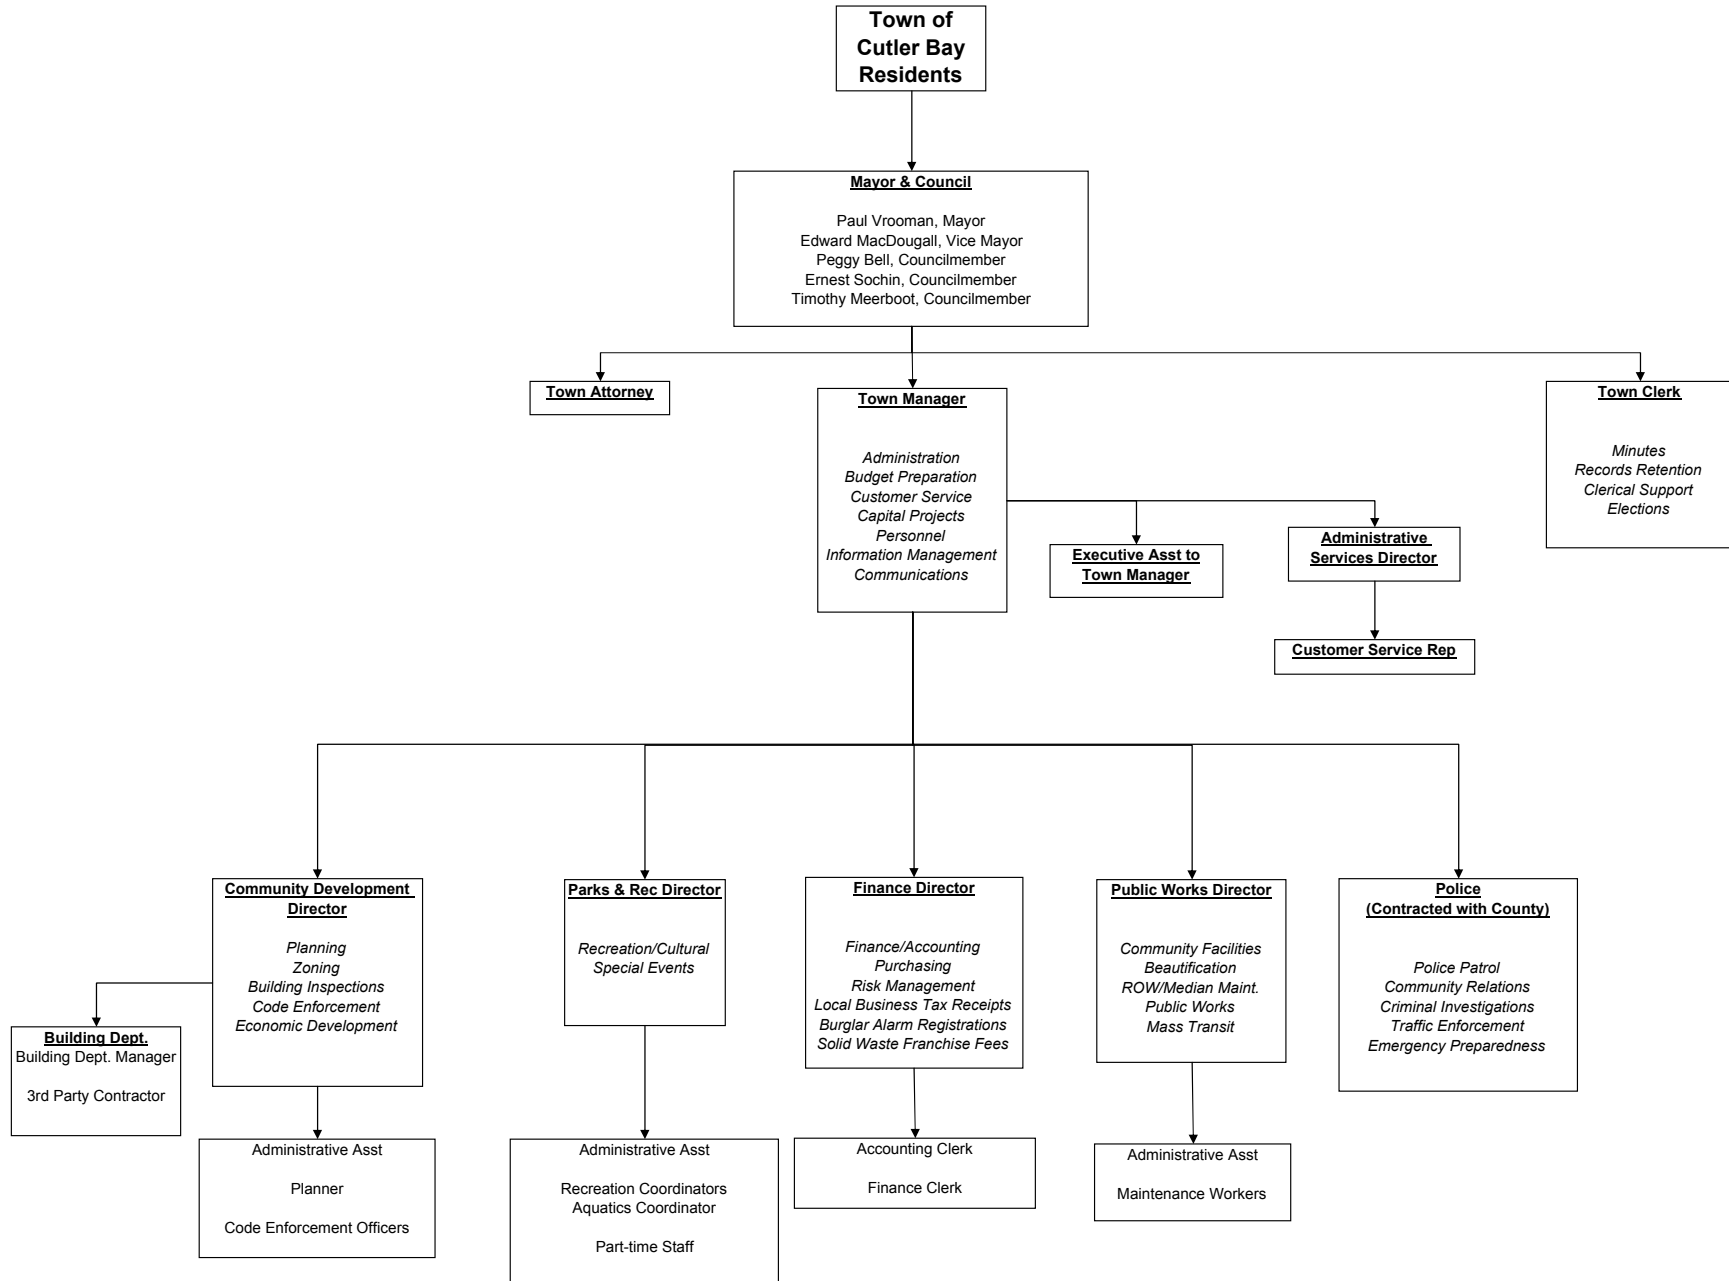 Town of
Cutler Bay
Residents
Mayor & Council
Paul Vrooman, Mayor
Edward MacDougall, Vice Mayor
Peggy Bell, Councilmember
Ernest Sochin, Councilmember
Timothy Meerboot, Councilmember
Town Attorney
Town Manager
Administration
Budget Preparation
Customer Service
Capital Projects
Personnel
Information Management
Communications
Town Clerk
Minutes
Records Retention
Clerical Support
Elections
Executive Asst to
Town Manager
Administrative
Services Director
Customer Service Rep
Community Development
Director
Planning
Zoning
Building Inspections
Code Enforcement
Economic Development
Parks & Rec Director
Recreation/Cultural
Special Events
Finance Director
Finance/Accounting
Purchasing
Risk Management
Local Business Tax Receipts
Burglar Alarm Registrations
Solid Waste Franchise Fees
Public Works Director
Community Facilities
Beautification
ROW/Median Maint.
Public Works
Mass Transit
Police
(Contracted with County)
Police Patrol
Community Relations
Criminal Investigations
Traffic Enforcement
Emergency Preparedness
Building Dept.
Building Dept. Manager
3rd Party Contractor
Administrative Asst
Planner
Code Enforcement Officers
Administrative Asst
Recreation Coordinators
Aquatics Coordinator
Part-time Staff
Accounting Clerk
Finance Clerk
Administrative Asst
Maintenance Workers